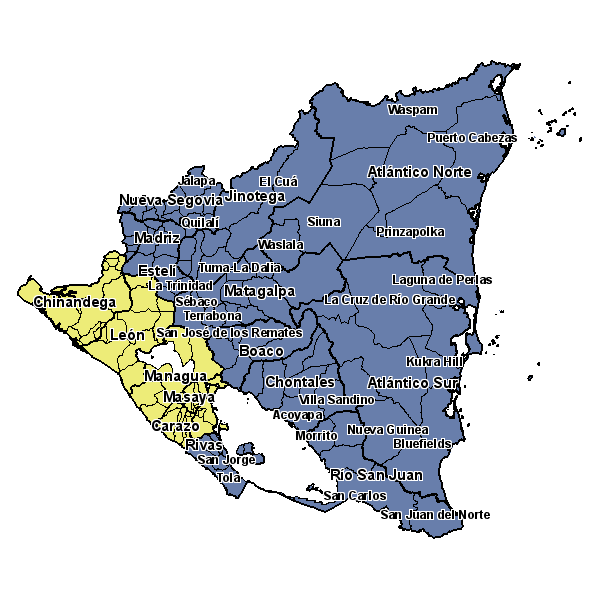 Waspam
Puerto Cabezas
Atlántico Norte
Jalapa
El Cuá
Nueva Segovia
Jinotega
Quilalí
Siuna
Prinzapolka
Madriz
Waslala
Estelí
Tuma-La Dalia
Laguna de Perlas
La Trinidad
Matagalpa
Chinandega
Sebaco
La Cruz de Río Grande
Terrabona
León
San José de los Remates
Boaco
Kukra Hill
Managua
Chontales
Atlántico Sur
Masaya
Villa Sandino
Acoyapa
Carazo
Nueva Guinea
Morrito
Bluefields
Rivas
San Jorge
Río San Juan
Tola
San Carlos
San Juan del Norte